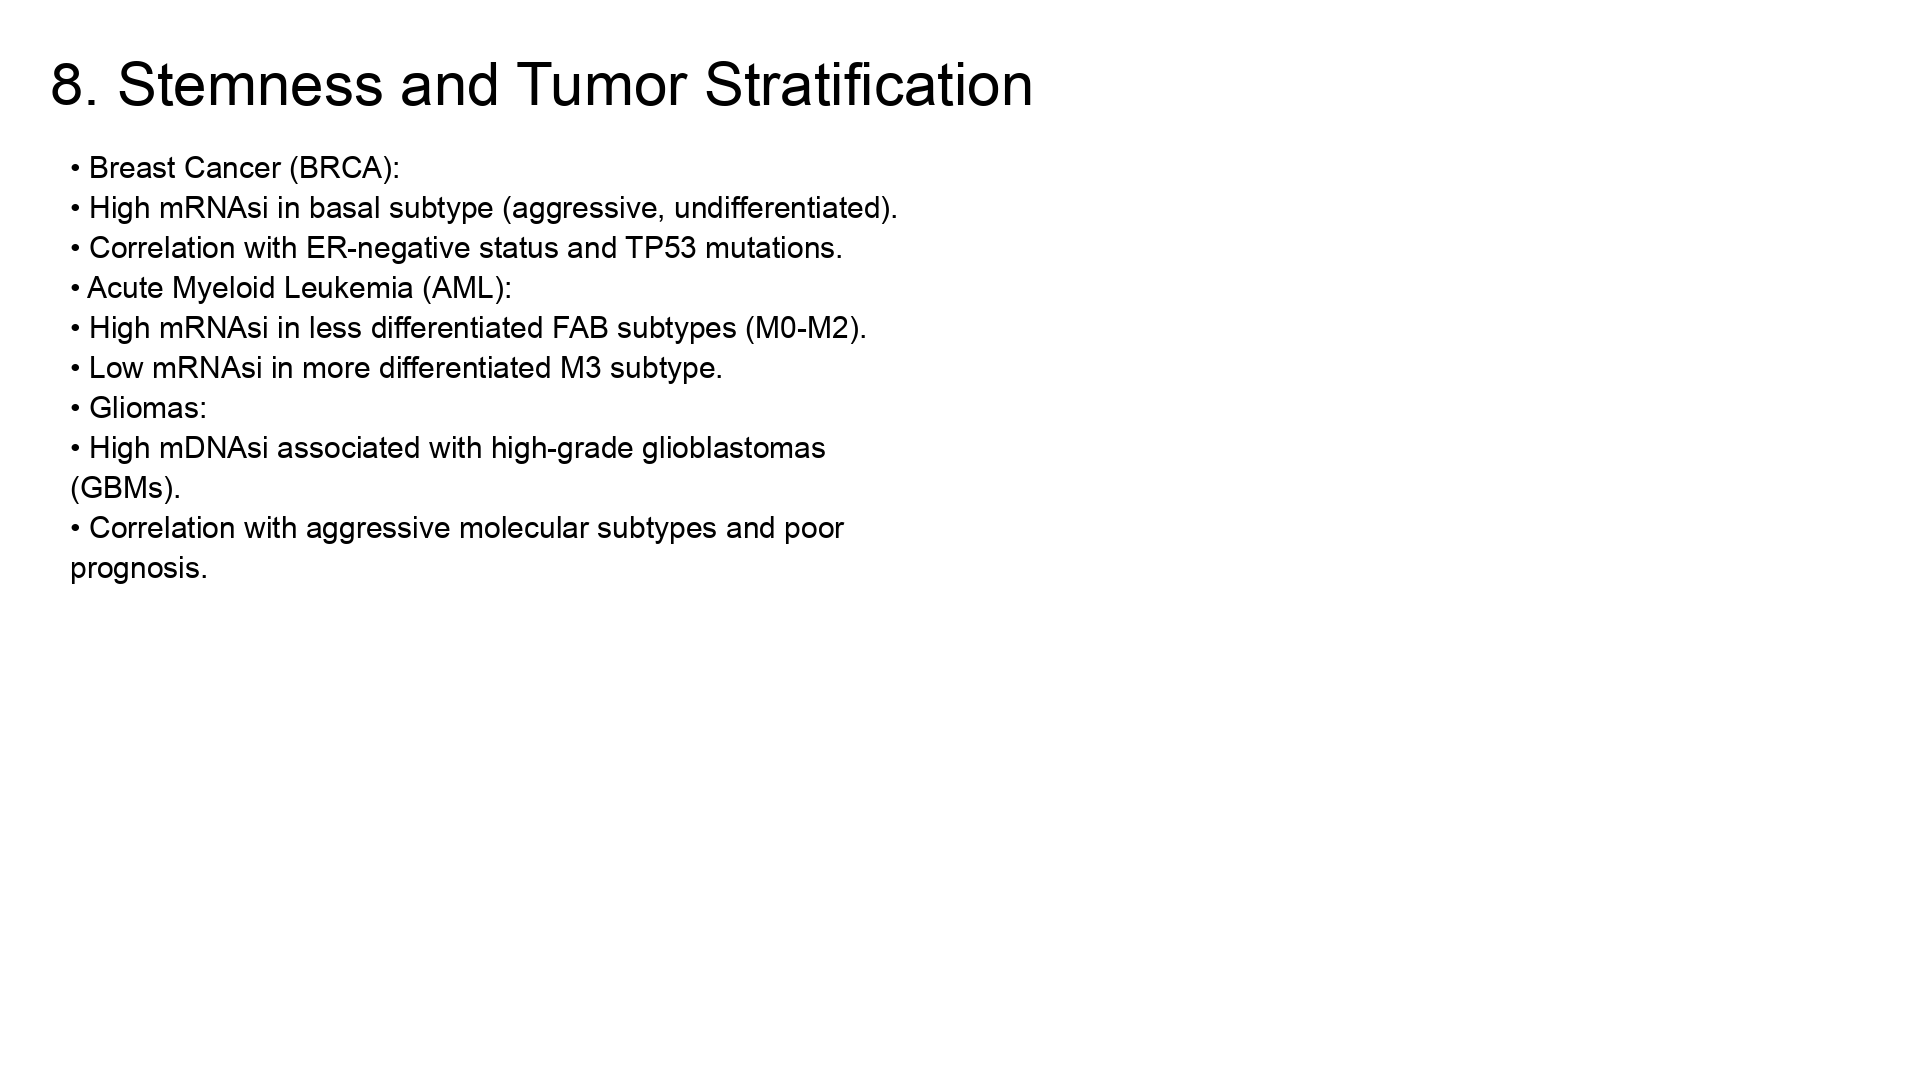 8. Stemness and Tumor Stratification
• Breast Cancer (BRCA):
• High mRNAsi in basal subtype (aggressive, undifferentiated).
• Correlation with ER-negative status and TP53 mutations.
• Acute Myeloid Leukemia (AML):
• High mRNAsi in less differentiated FAB subtypes (M0-M2).
• Low mRNAsi in more differentiated M3 subtype.
• Gliomas:
• High mDNAsi associated with high-grade glioblastomas
(GBMs).
• Correlation with aggressive molecular subtypes and poor
prognosis.